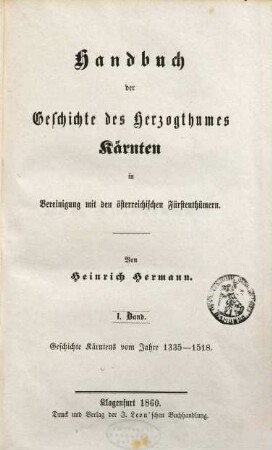 Handbuch
der
Geschichte des Herzogthumes
Kärnten
in
Vereinigung mit den österreichischen Fürstenthümern.
Von
Heinrich Hermann.
I. Band.
Geschichte Kärntens vom Jahre 1335—1518.
Klagenfurt 1860.
Druck und Verlag der J. Leon'schen Buchhandlung.